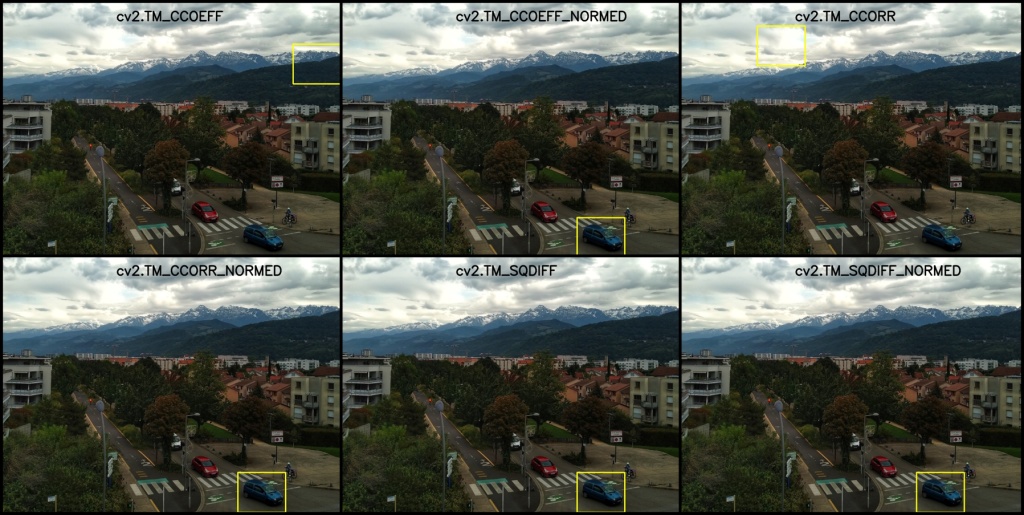 cv2.TM_CCOEFF
cv2.TM_CCOEFF_NORMED
cv2.TM_CCORR
cv2.TM_CCORR_NORMED
cv2.TM_SQDIFF
cv2.TM_SQDIFF_NORMED